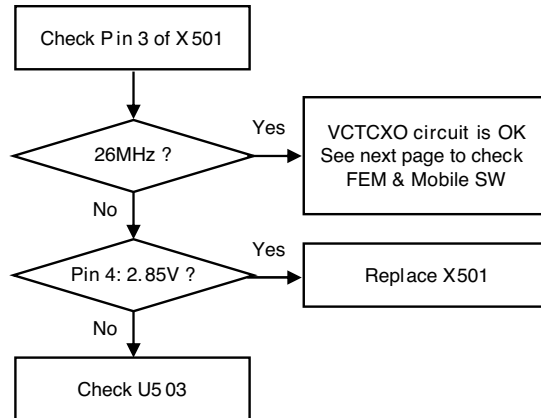 Check Pin 3 of X501
26MHz ?
Yes
VCTCXO circuit is OK
See next page to check
FEM & Mobile SW
No
Pin 4: 2.85V ?
Yes
Replace X501
No
Check U503